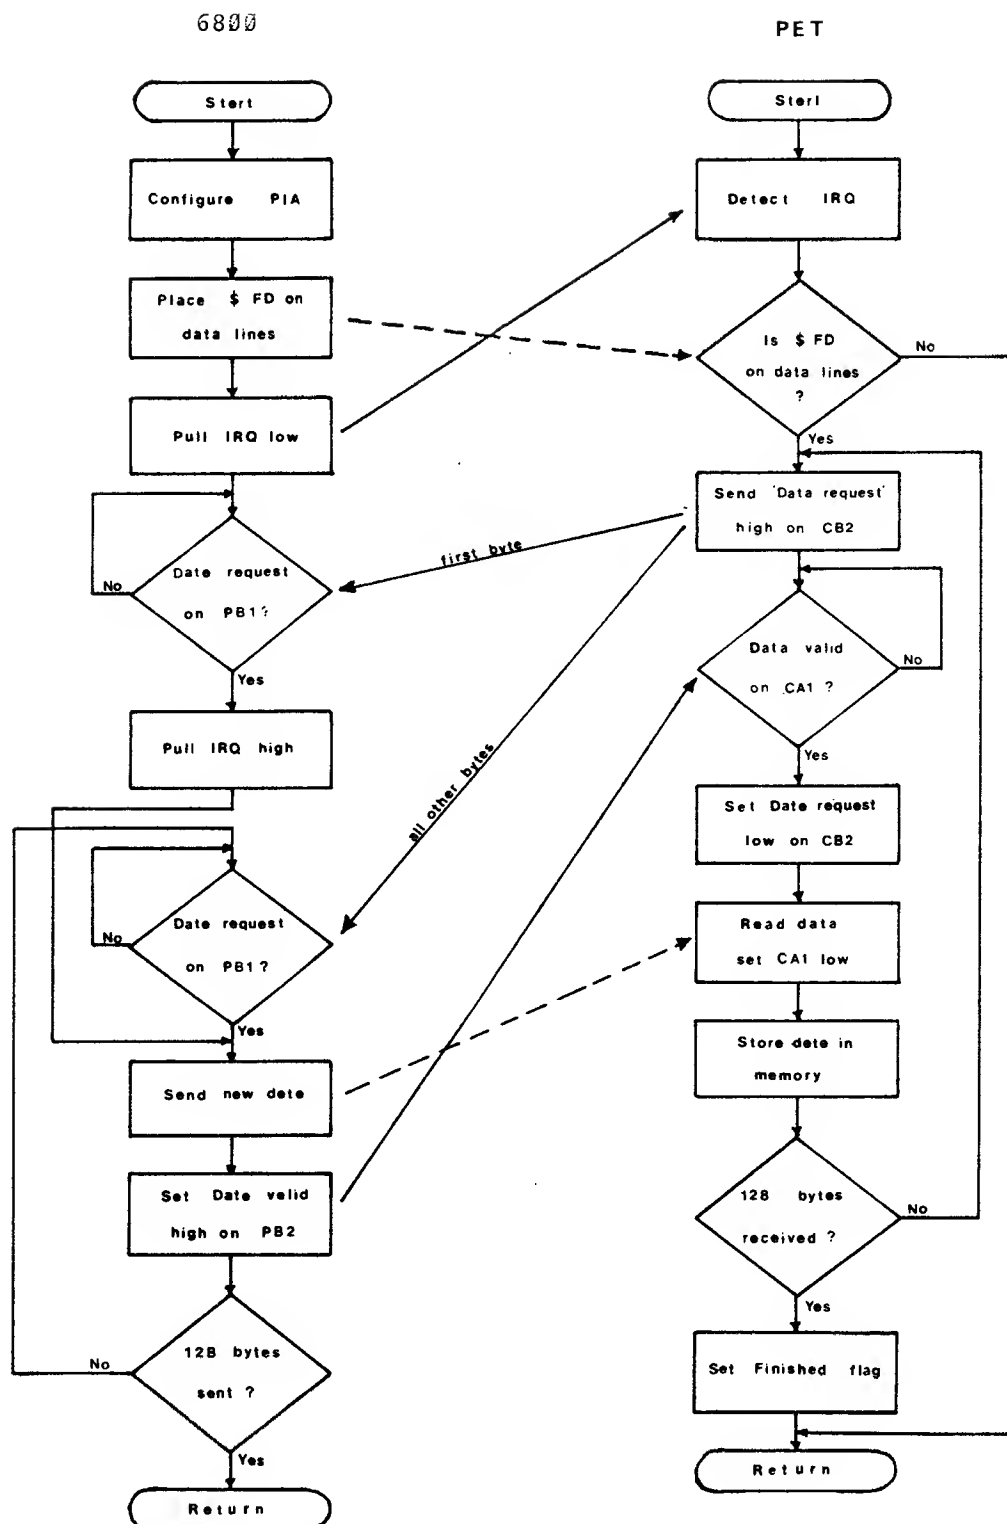 6800
Stert
Configure PIA
Place $ FD on
data lines
Pull IRQ low
No
Date request
on PB1?
Yes
Pull IRQ high
No
Date request
on PB1?
Yes
Send new dete
Set Date valid
high on PB2
No
128 bytes
sent ?
Yes
Return
first byte
all other bytes
PET
Sterl
Detect IRQ
Is $ FD
on data lines
?
No
Yes
Send 'Data request'
high on CB2
Data valid
on CA1 ?
No
Yes
Set Date request
low on CB2
Read data
set CA1 low
Store dete in
memory
128 bytes
received ?
No
Yes
Set Finished flag
Return